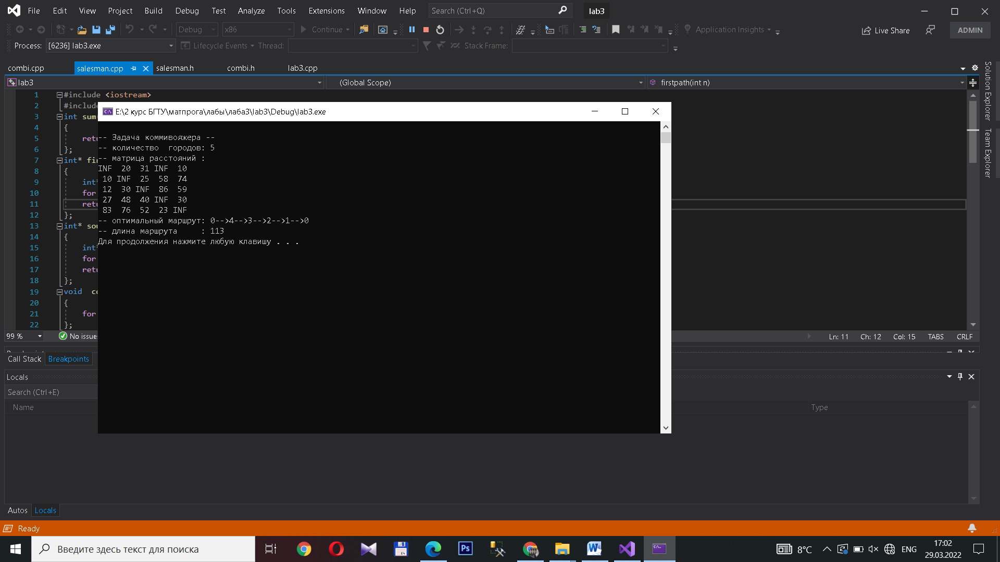 File Edit View Project Build Debug Test Analyze Tools Extensions Window Help Search (Ctrl+Q) lab3
Debug x86 Continue Application Insights Live Share ADMIN
Process: [6236] lab3.exe Lifecycle Events Thread: Stack Frame:
combi.cpp salesman.cpp salesman.h combi.h lab3.cpp
lab3 (Global Scope) firstpath(int n)
1 #include <iostream>
2 #include
3 int sum
4 {
5
6 };
7 int*
8 {
9 int*
10 for
11
12 };
13 int*
14 {
15 int*
16 for
17
18 };
19 void
20 {
21 for
22 };
E:\2 курс БГТУ\матпрога\лабы\лаба3\lab3\Debug\lab3.exe
-- Задача коммивояжера --
-- количество  городов: 5
-- матрица расстояний :
INF  20  31 INF  10
10 INF  25  58  74
12  30 INF  86  59
27  48  40 INF  30
83  76  52  23 INF
-- оптимальный маршрут: 0-->4-->3-->2-->1-->0
-- длина маршрута     : 113
Для продолжения нажмите любую клавишу . . .
99 % No Ln: 11 Ch: 12 Col: 15 TABS CRLF
Call Stack Breakpoints
Locals
Search (Ctrl+E)
Name Type
Autos Locals
Ready
Введите здесь текст для поиска 8°C ENG 17:02
29.03.2022
Solution Explorer
Team Explorer